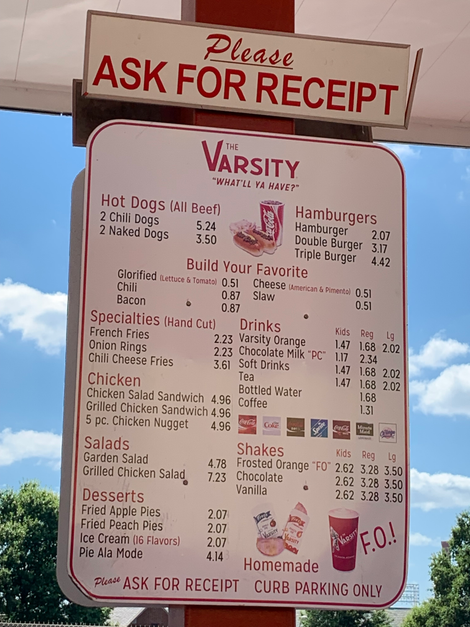 Please
ASK FOR RECEIPT
THE
VARSITY
"WHAT'LL YA HAVE?"
Hot Dogs (All Beef)
2 Chili Dogs 5.24
2 Naked Dogs 3.50
Hamburgers
Hamburger 2.07
Double Burger 3.17
Triple Burger 4.42
Build Your Favorite
Glorified (Lettuce & Tomato) 0.51
Chili 0.87
Bacon 0.87
Cheese (American & Pimento) 0.51
Slaw 0.51
Specialties (Hand Cut)
French Fries 2.23
Onion Rings 2.23
Chili Cheese Fries 3.61
Drinks Kids Reg Lg
Varsity Orange 1.47 1.68 2.02
Chocolate Milk "PC" 1.17 2.34
Soft Drinks 1.47 1.68 2.02
Tea 1.47 1.68 2.02
Bottled Water 1.68
Coffee 1.31
Chicken
Chicken Salad Sandwich 4.96
Grilled Chicken Sandwich 4.96
5 pc. Chicken Nugget 4.96
Salads
Garden Salad 4.78
Grilled Chicken Salad 7.23
Shakes Kids Reg Lg
Frosted Orange "FO" 2.62 3.28 3.50
Chocolate 2.62 3.28 3.50
Vanilla 2.62 3.28 3.50
Desserts
Fried Apple Pies 2.07
Fried Peach Pies 2.07
Ice Cream (16 Flavors) 2.07
Pie Ala Mode 4.14
Homemade
F.O.!
Please ASK FOR RECEIPT CURB PARKING ONLY